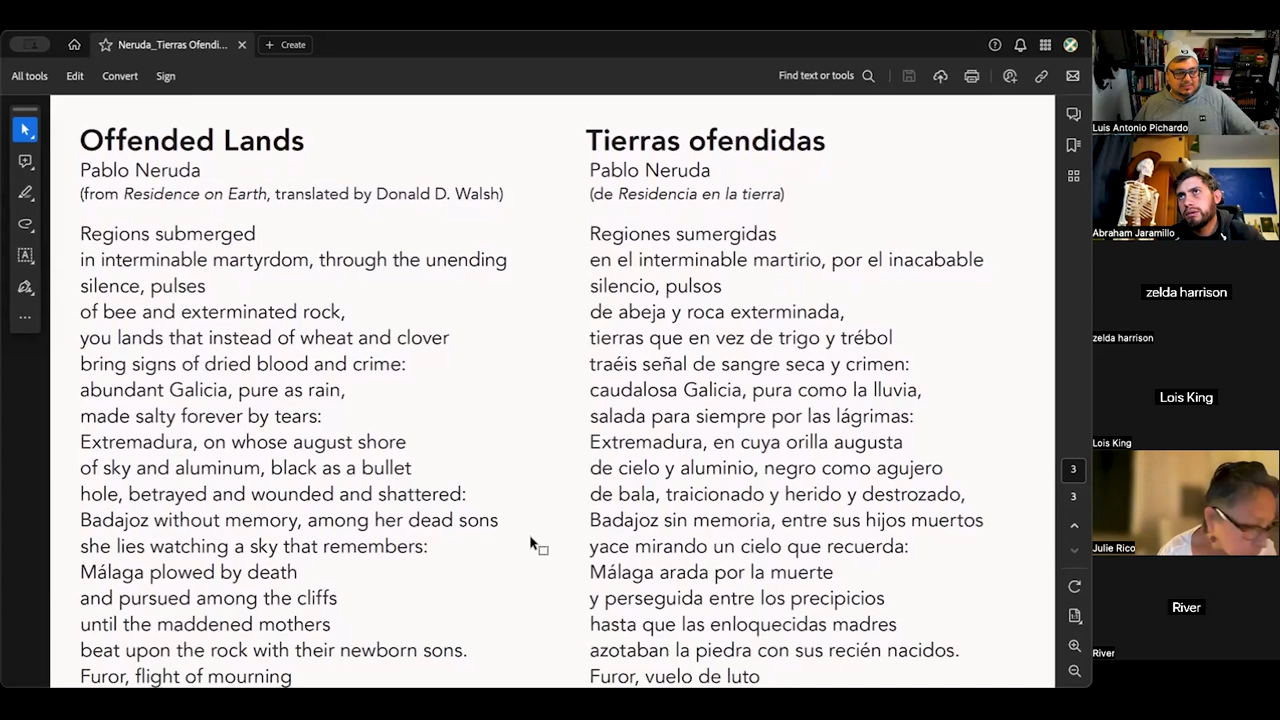 Neruda_Tierras Ofendi...
Create
All tools
Edit
Convert
Sign
Find text or tools
Offended Lands
Pablo Neruda
(from Residence on Earth, translated by Donald D. Walsh)
Regions submerged
in interminable martyrdom, through the unending
silence, pulses
of bee and exterminated rock,
you lands that instead of wheat and clover
bring signs of dried blood and crime:
abundant Galicia, pure as rain,
made salty forever by tears:
Extremadura, on whose august shore
of sky and aluminum, black as a bullet
hole, betrayed and wounded and shattered:
Badajoz without memory, among her dead sons
she lies watching a sky that remembers:
Málaga plowed by death
and pursued among the cliffs
until the maddened mothers
beat upon the rock with their newborn sons.
Furor, flight of mourning
Tierras ofendidas
Pablo Neruda
(de Residencia en la tierra)
Regiones sumergidas
en el interminable martirio, por el inacabable
silencio, pulsos
de abeja y roca exterminada,
tierras que en vez de trigo y trébol
traéis señal de sangre seca y crimen:
caudalosa Galicia, pura como la lluvia,
salada para siempre por las lágrimas:
Extremadura, en cuya orilla augusta
de cielo y aluminio, negro como agujero
de bala, traicionado y herido y destrozado,
Badajoz sin memoria, entre sus hijos muertos
yace mirando un cielo que recuerda:
Málaga arada por la muerte
y perseguida entre los precipicios
hasta que las enloquecidas madres
azotaban la piedra con sus recién nacidos.
Furor, vuelo de luto
3
3
Luis Antonio Pichardo
Abraham Jaramillo
zelda harrison
zelda harrison
Lois King
Lois King
Julie Rico
River
River